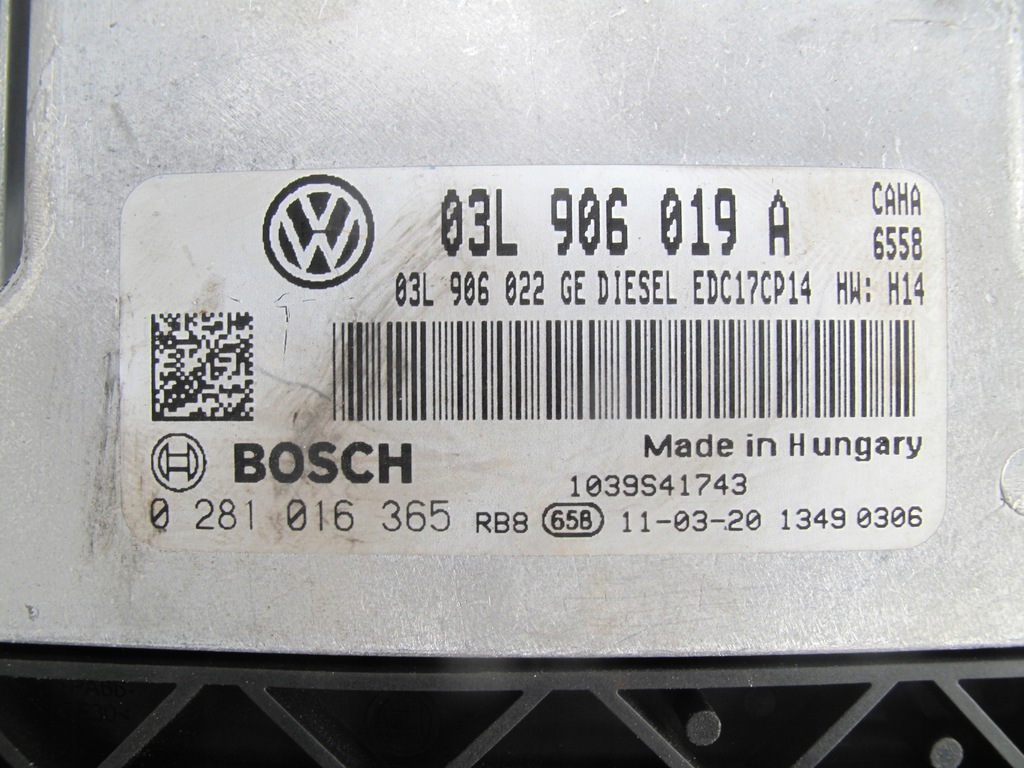 03L 906 019 A
CAHA
6558
03L 906 022 GE DIESEL EDC17CP14 HW: H14
BOSCH
Made in Hungary
1039S41743
0 281 016 365 RB8 65B 11-03-20 1349 0306